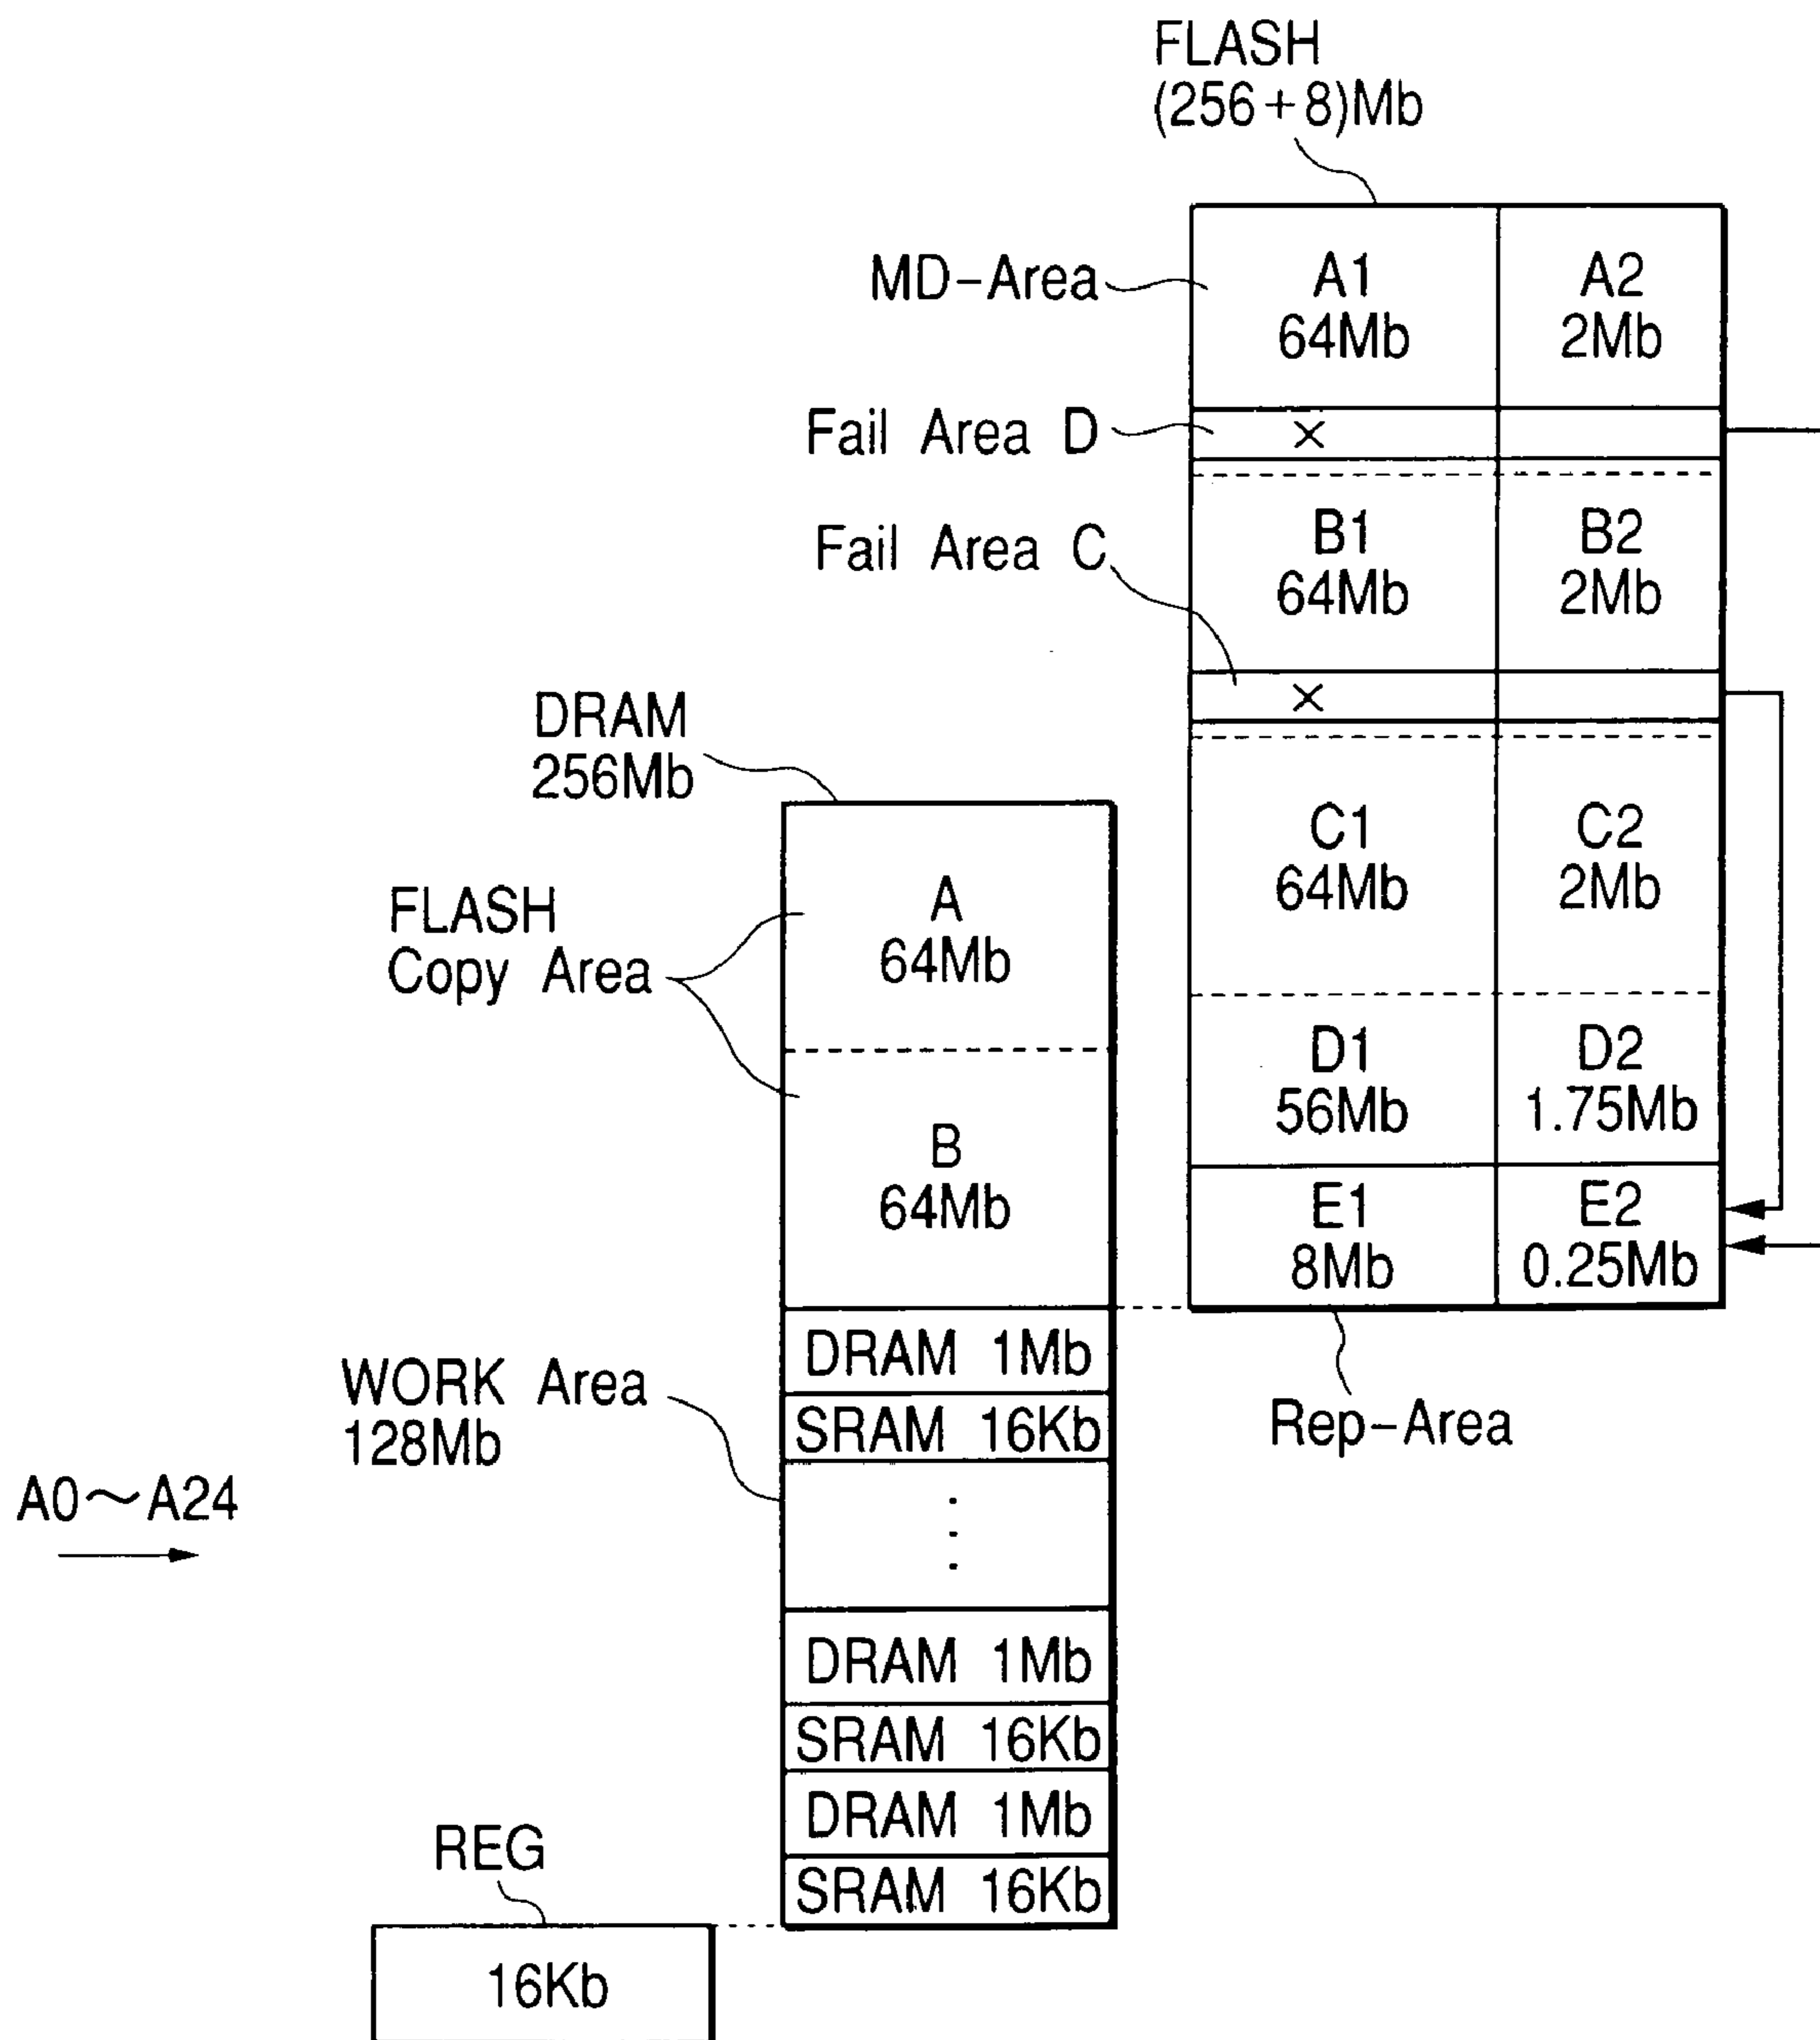 FLASH
(256+8)Mb
MD-Area
A1
64Mb
A2
2Mb
Fail Area D
×
Fail Area C
B1
64Mb
B2
2Mb
×
DRAM
256Mb
C1
64Mb
C2
2Mb
FLASH
Copy Area
A
64Mb
D1
56Mb
D2
1.75Mb
B
64Mb
E1
8Mb
E2
0.25Mb
DRAM 1Mb
WORK Area
128Mb
SRAM 16Kb
Rep-Area
A0～A24
DRAM 1Mb
SRAM 16Kb
DRAM 1Mb
SRAM 16Kb
REG
16Kb